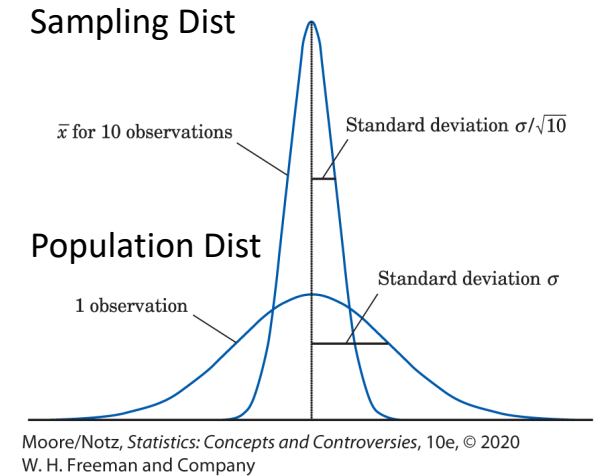 Sampling Dist
x̄ for 10 observations
Standard deviation σ/√10
Population Dist
Standard deviation σ
1 observation
Moore/Notz, Statistics: Concepts and Controversies, 10e, © 2020
W. H. Freeman and Company